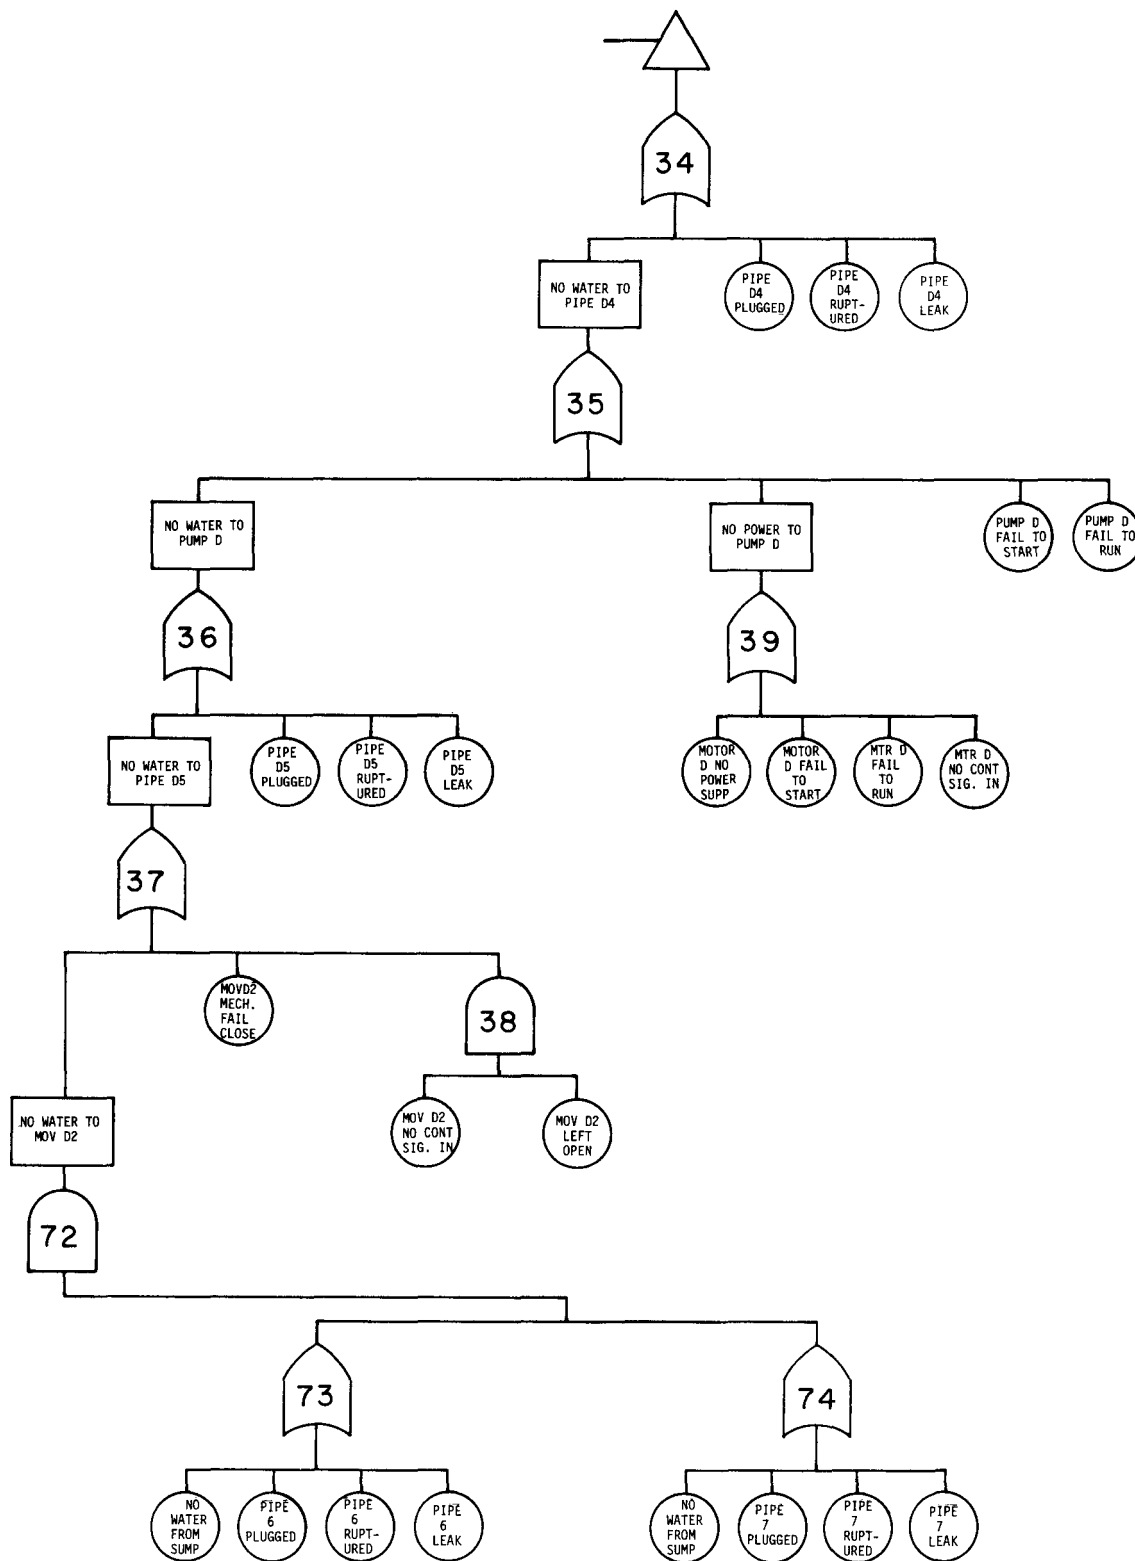 34
NO WATER TO
PIPE D4
PIPE
D4
PLUGGED
PIPE
D4
RUPT-
URED
PIPE
D4
LEAK
35
NO WATER TO
PUMP D
NO POWER TO
PUMP D
PUMP D
FAIL TO
START
PUMP D
FAIL TO
RUN
36
39
NO WATER TO
PIPE D5
PIPE
D5
PLUGGED
PIPE
D5
RUPT-
URED
PIPE
D5
LEAK
MOTOR
D NO
POWER
SUPP
MOTOR
D FAIL
TO
START
MTR D
FAIL
TO
RUN
MTR D
NO CONT
SIG. IN
37
MOVD2
MECH.
FAIL
CLOSE
38
NO WATER TO
MOV D2
MOV D2
NO CONT
SIG. IN
MOV D2
LEFT
OPEN
72
73
74
NO
WATER
FROM
SUMP
PIPE
6
PLUGGED
PIPE
6
RUPT-
URED
PIPE
6
LEAK
NO
WATER
FROM
SUMP
PIPE
7
PLUGGED
PIPE
7
RUPT-
URED
PIPE
7
LEAK